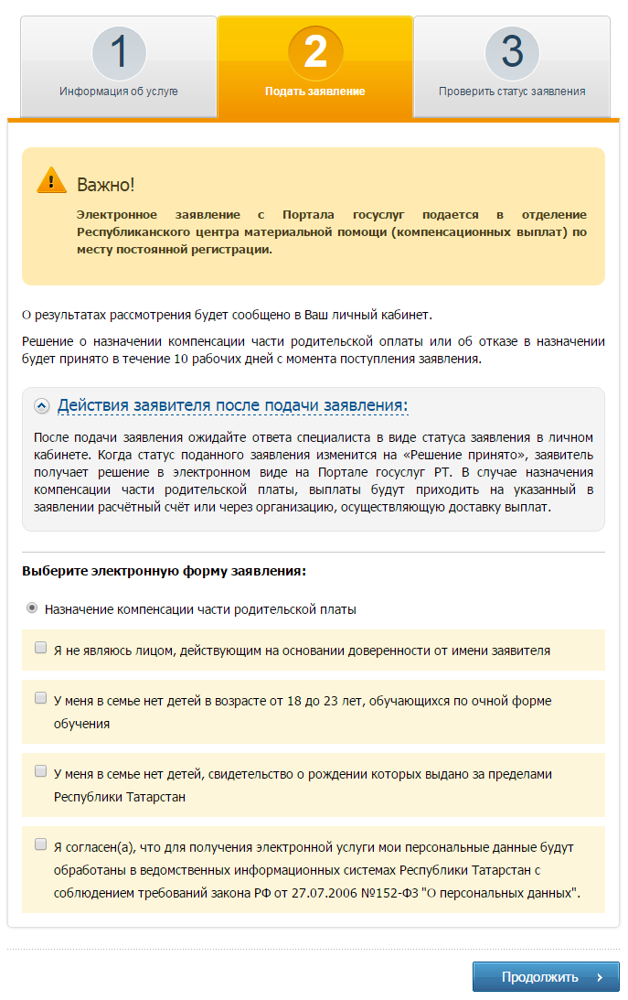 1
Информация об услуге
2
Подать заявление
3
Проверить статус заявления
!
Важно!
Электронное заявление с Портала госуслуг подается в отделение
Республиканского центра материальной помощи (компенсационных выплат) по
месту постоянной регистрации.
О результатах рассмотрения будет сообщено в Ваш личный кабинет.
Решение о назначении компенсации части родительской оплаты или об отказе в назначении
будет принято в течение 10 рабочих дней с момента поступления заявления.
Действия заявителя после подачи заявления:
После подачи заявления ожидайте ответа специалиста в виде статуса заявления в личном
кабинете. Когда статус поданного заявления изменится на «Решение принято», заявитель
получает решение в электронном виде на Портале госуслуг РТ. В случае назначения
компенсации части родительской платы, выплаты будут приходить на указанный в
заявлении расчётный счёт или через организацию, осуществляющую доставку выплат.
Выберите электронную форму заявления:
Назначение компенсации части родительской платы
Я не являюсь лицом, действующим на основании доверенности от имени заявителя
У меня в семье нет детей в возрасте от 18 до 23 лет, обучающихся по очной форме
обучения
У меня в семье нет детей, свидетельство о рождении которых выдано за пределами
Республики Татарстан
Я согласен(а), что для получения электронной услуги мои персональные данные будут
обработаны в ведомственных информационных системах Республики Татарстан с
соблюдением требований закона РФ от 27.07.2006 №152-ФЗ "О персональных данных".
Продолжить